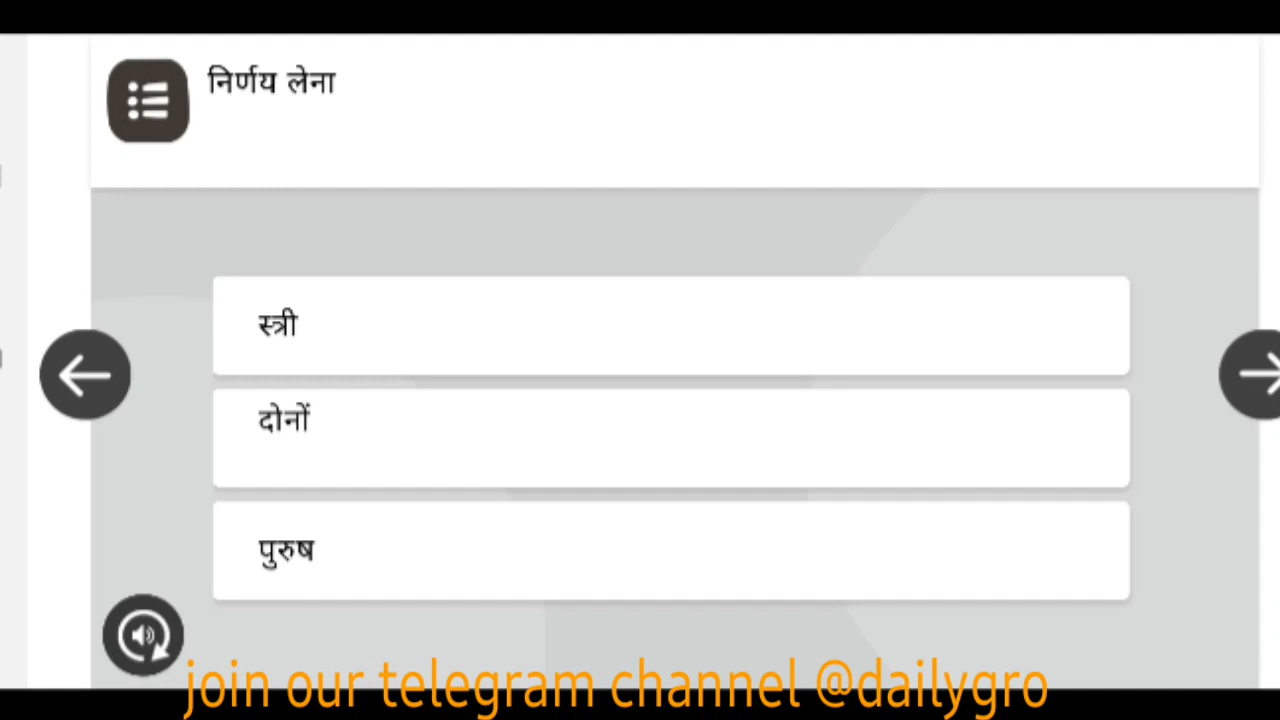 निर्णय लेना
स्त्री
दोनों
पुरुष
join our telegram channel @dailygro